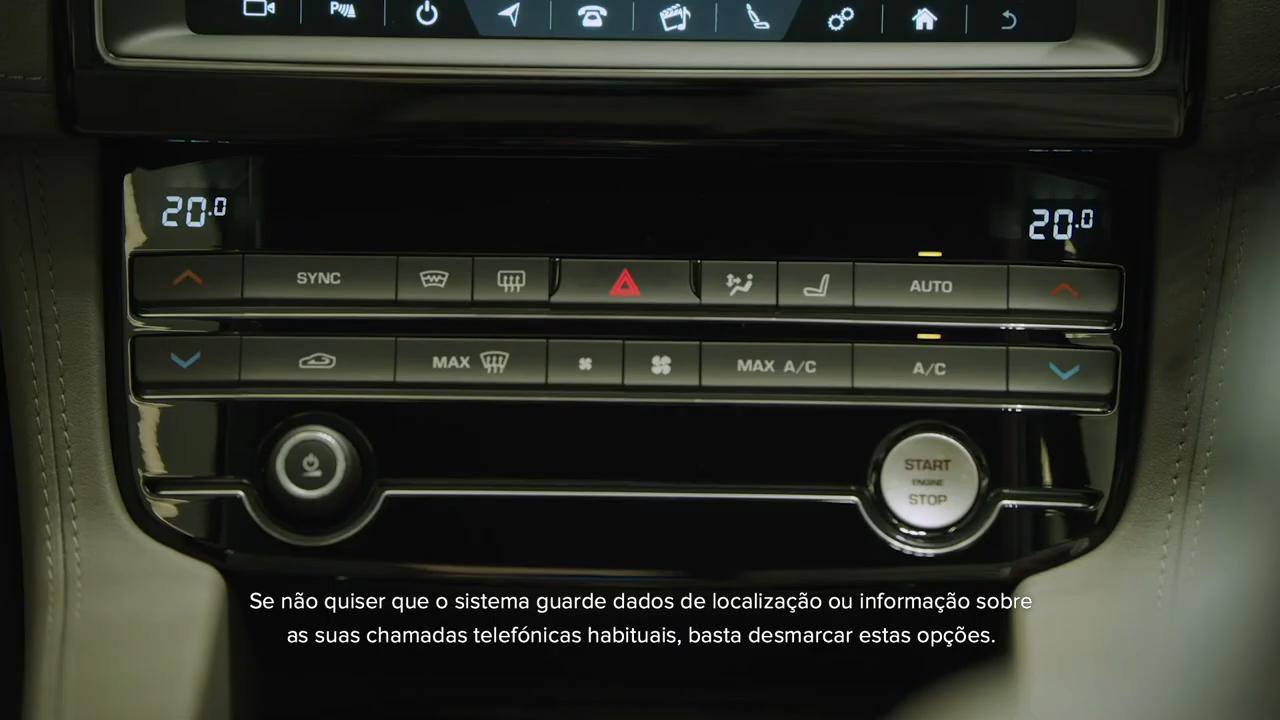 P
20.0
20.0
SYNC
AUTO
MAX
MAX A/C
A/C
START
ENGINE
STOP
Se não quiser que o sistema guarde dados de localização ou informação sobre
as suas chamadas telefónicas habituais, basta desmarcar estas opções.